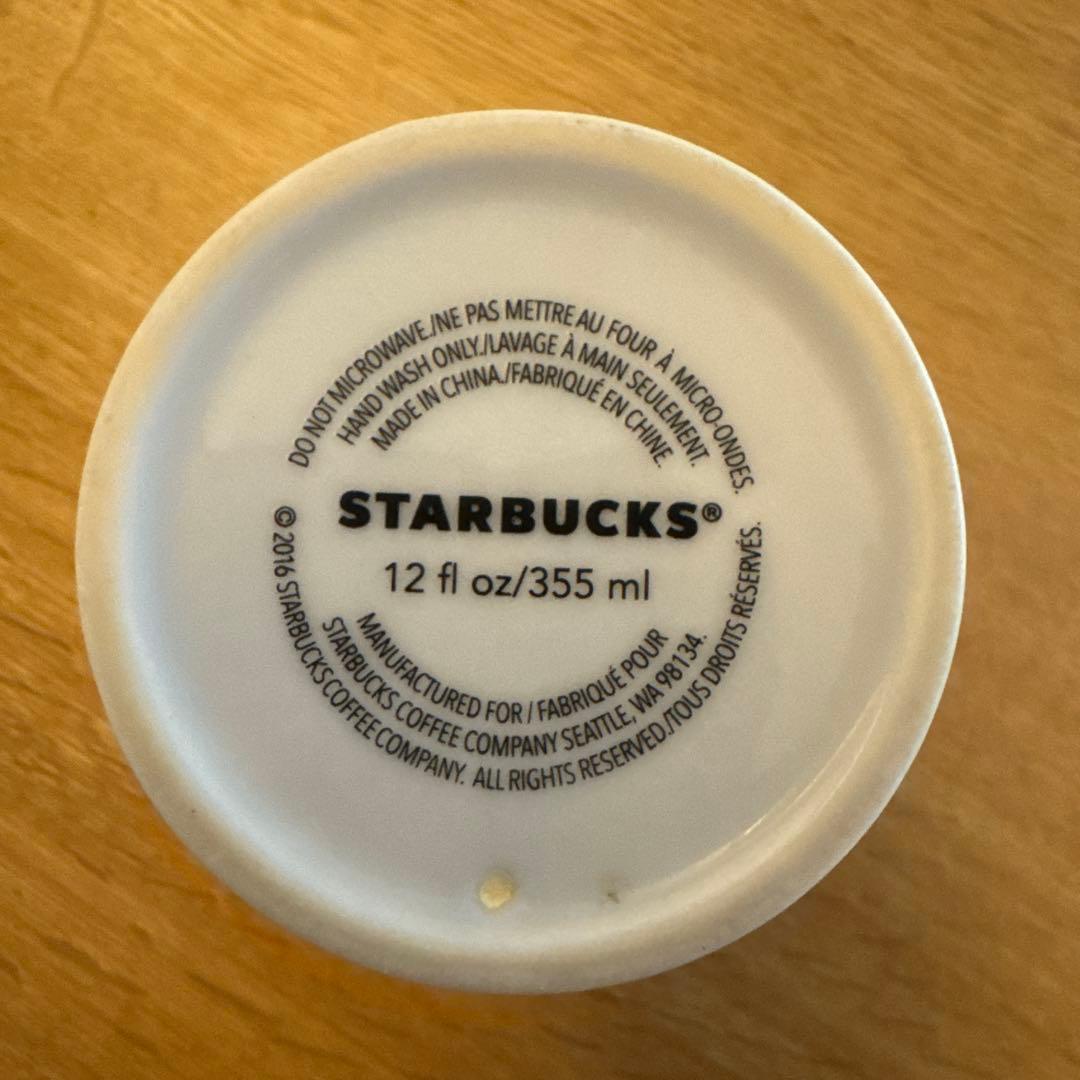 DO NOT MICROWAVE./NE PAS METTRE AU FOUR À MICRO-ONDES.
HAND WASH ONLY./LAVAGE À MAIN SEULEMENT.
MADE IN CHINA./FABRIQUÉ EN CHINE.
STARBUCKS®
12 fl oz/355 ml
MANUFACTURED FOR / FABRIQUÉ POUR
STARBUCKS COFFEE COMPANY SEATTLE, WA 98134.
© 2016 STARBUCKS COFFEE COMPANY. ALL RIGHTS RESERVED./TOUS DROITS RÉSERVÉS.